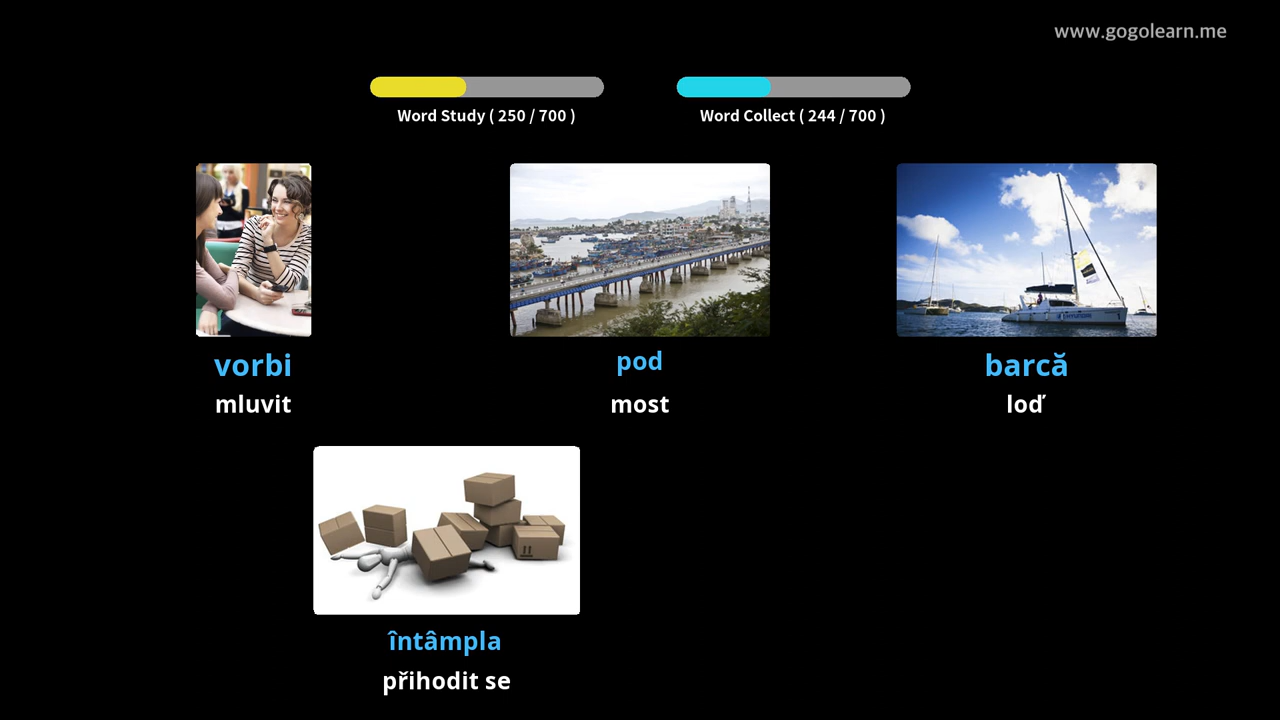 www.gogolearn.me
Word Study ( 250 / 700 )
Word Collect ( 244 / 700 )
vorbi
mluvit
pod
most
barcă
loď
întâmpla
přihodit se